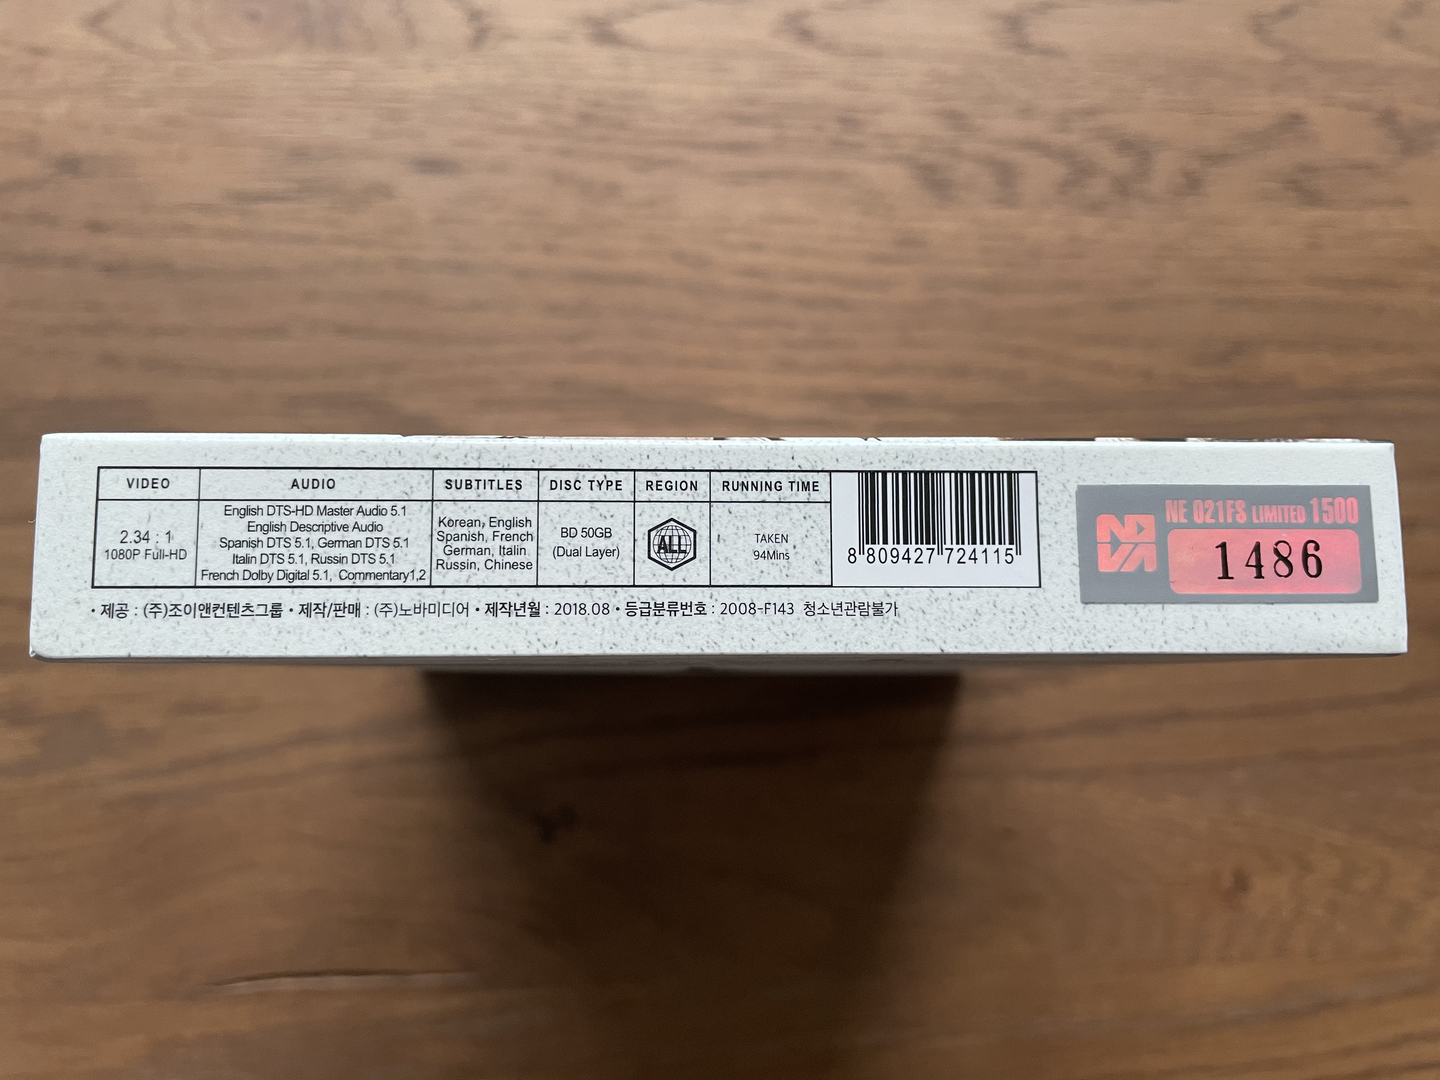 VIDEO
2.34 : 1
1080P Full-HD
AUDIO
English DTS-HD Master Audio 5.1
English Descriptive Audio
Spanish DTS 5.1, German DTS 5.1
Italin DTS 5.1, Russin DTS 5.1
French Dolby Digital 5.1, Commentary1,2
SUBTITLES
Korean, English
Spanish, French
German, Italin
Russin, Chinese
DISC TYPE
BD 50GB
(Dual Layer)
REGION
ALL
RUNNING TIME
TAKEN
94Mins
8 809427 724115
NOVA
NE 021FS LIMITED 1500
1486
· 제공 : (주)조이앤컨텐츠그룹 · 제작/판매 : (주)노바미디어 · 제작년월 : 2018.08 · 등급분류번호 : 2008-F143 청소년관람불가